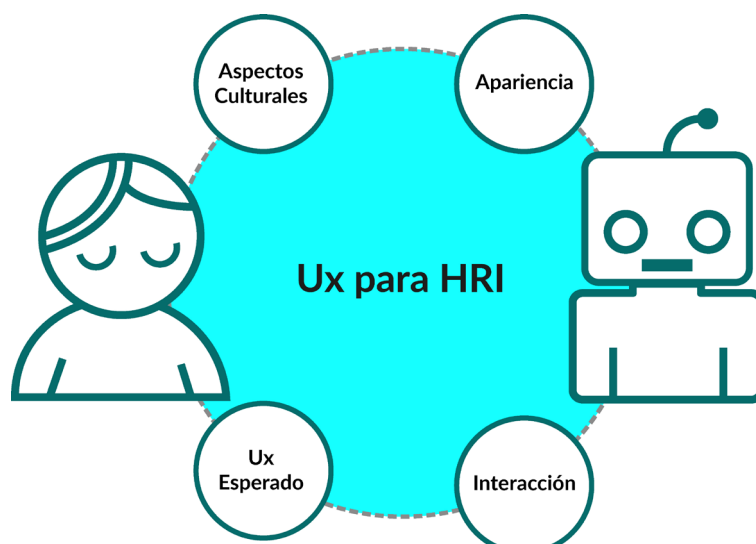 Aspectos
Culturales
Apariencia
Ux para HRI
Ux
Esperado
Interacción